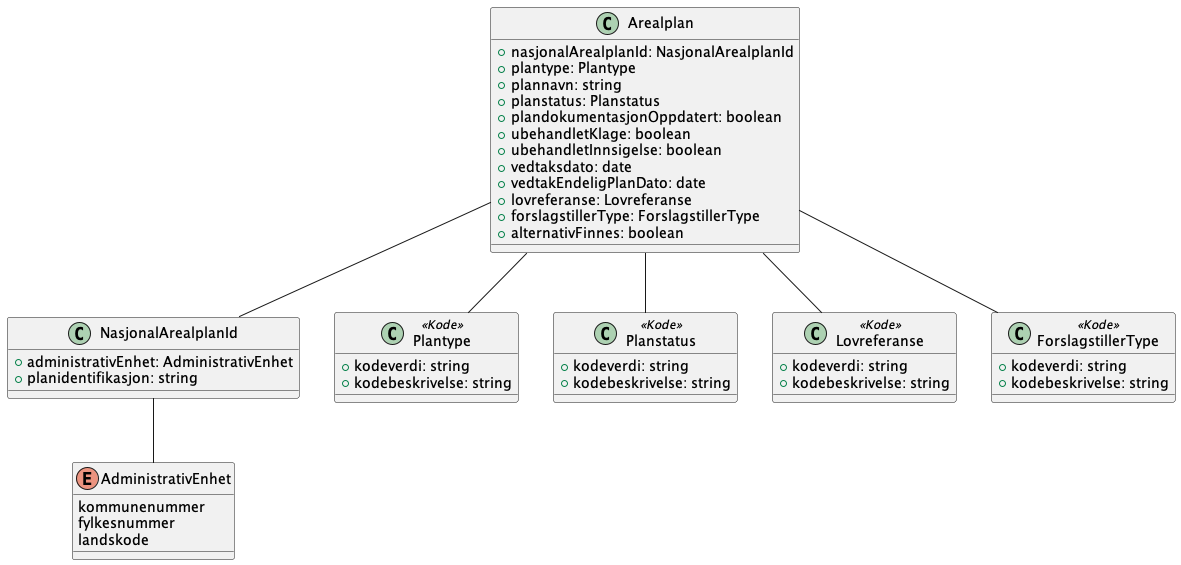 C Arealplan
nasjonalArealplanId: NasjonalArealplanId
plantype: Plantype
plannavn: string
planstatus: Planstatus
plandokumentasjonOppdatert: boolean
ubehandletKlage: boolean
ubehandletInnsigelse: boolean
vedtaksdato: date
vedtakEndeligPlanDato: date
lovreferanse: Lovreferanse
forslagstillerType: ForslagstillerType
alternativFinnes: boolean
C NasjonalArealplanId
administrativEnhet: AdministrativEnhet
planidentifikasjon: string
«Kode»
C Plantype
kodeverdi: string
kodebeskrivelse: string
«Kode»
C Planstatus
kodeverdi: string
kodebeskrivelse: string
«Kode»
C Lovreferanse
kodeverdi: string
kodebeskrivelse: string
«Kode»
C ForslagstillerType
kodeverdi: string
kodebeskrivelse: string
E AdministrativEnhet
kommunenummer
fylkesnummer
landskode